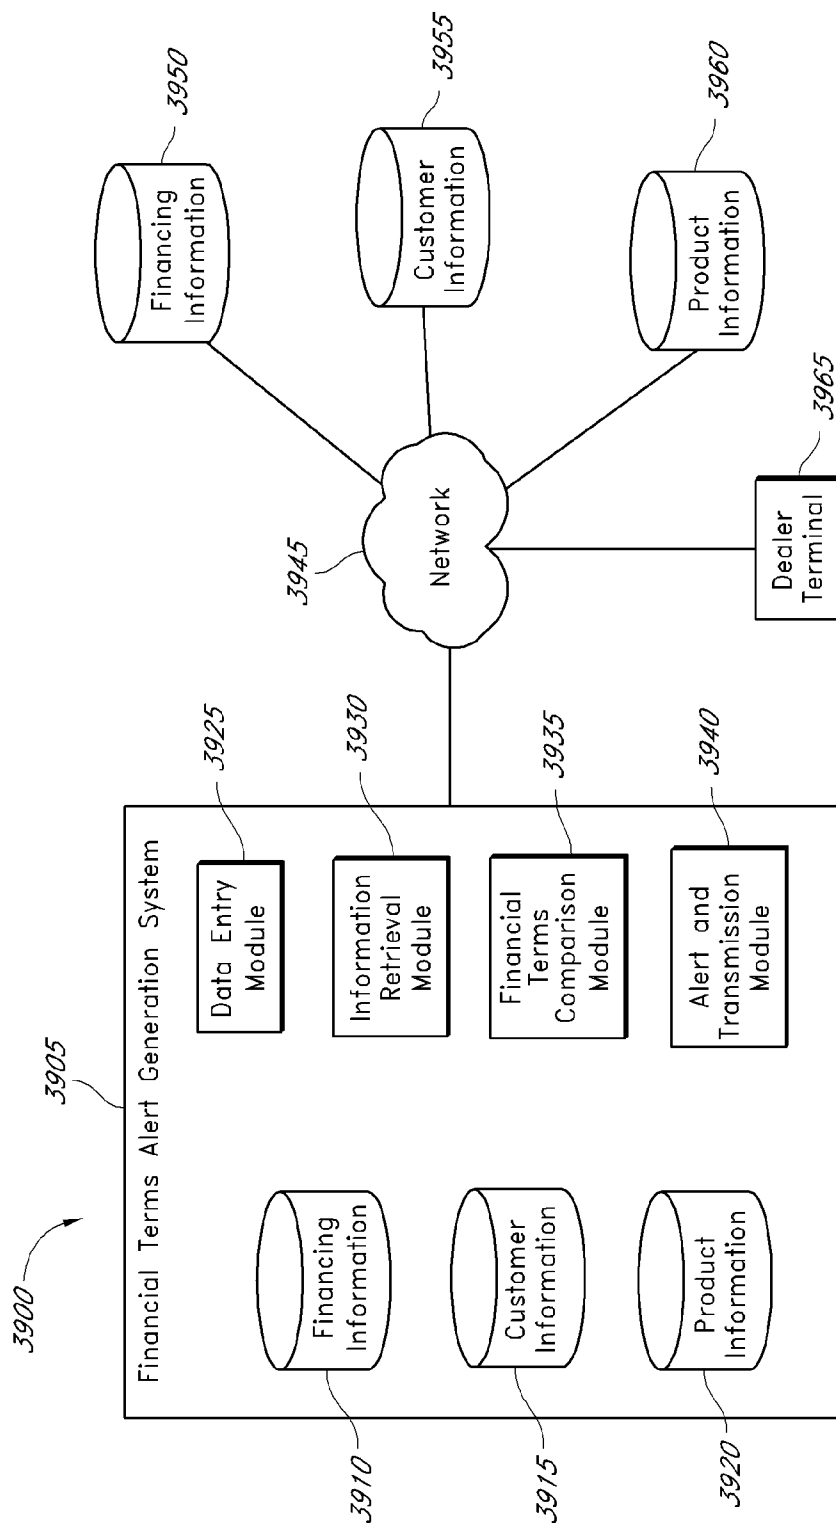 3900
3905
Financial Terms Alert Generation System
3910
Financing
Information
3915
Customer
Information
3920
Product
Information
Data Entry
Module
3925
Information
Retrieval
Module
3930
Financial
Terms
Comparison
Module
3935
Alert and
Transmission
Module
3940
3945
Network
Financing
Information
3950
Customer
Information
3955
Product
Information
3960
Dealer
Terminal
3965